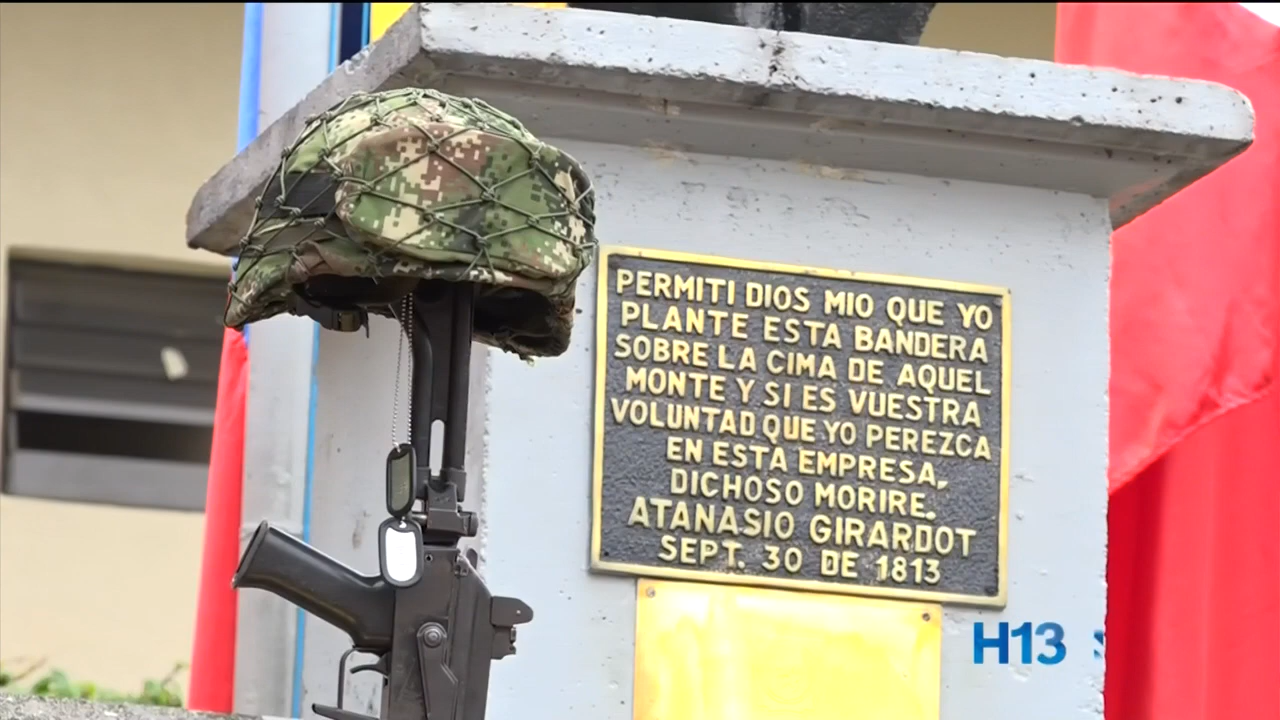 PERMITI DIOS MIO QUE YO
PLANTE ESTA BANDERA
SOBRE LA CIMA DE AQUEL
MONTE Y SI ES VUESTRA
VOLUNTAD QUE YO PEREZCA
EN ESTA EMPRESA,
DICHOSO MORIRE.
ATANASIO GIRARDOT
SEPT. 30 DE 1813
H13